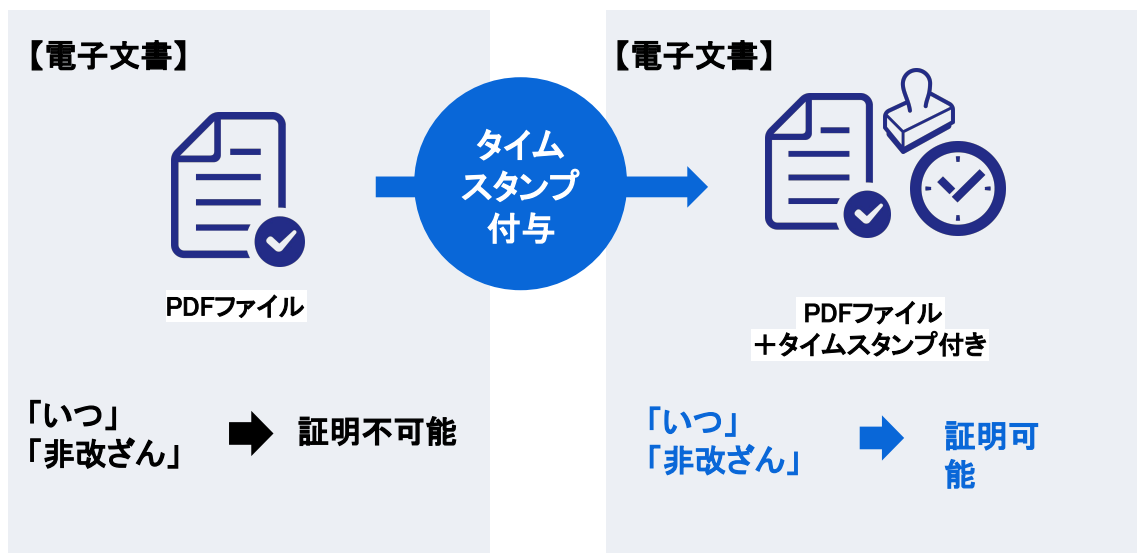 【電子文書】
PDFファイル
「いつ」
「非改ざん」
証明不可能
タイム
スタンプ
付与
【電子文書】
PDFファイル
＋タイムスタンプ付き
「いつ」
「非改ざん」
証明可
能